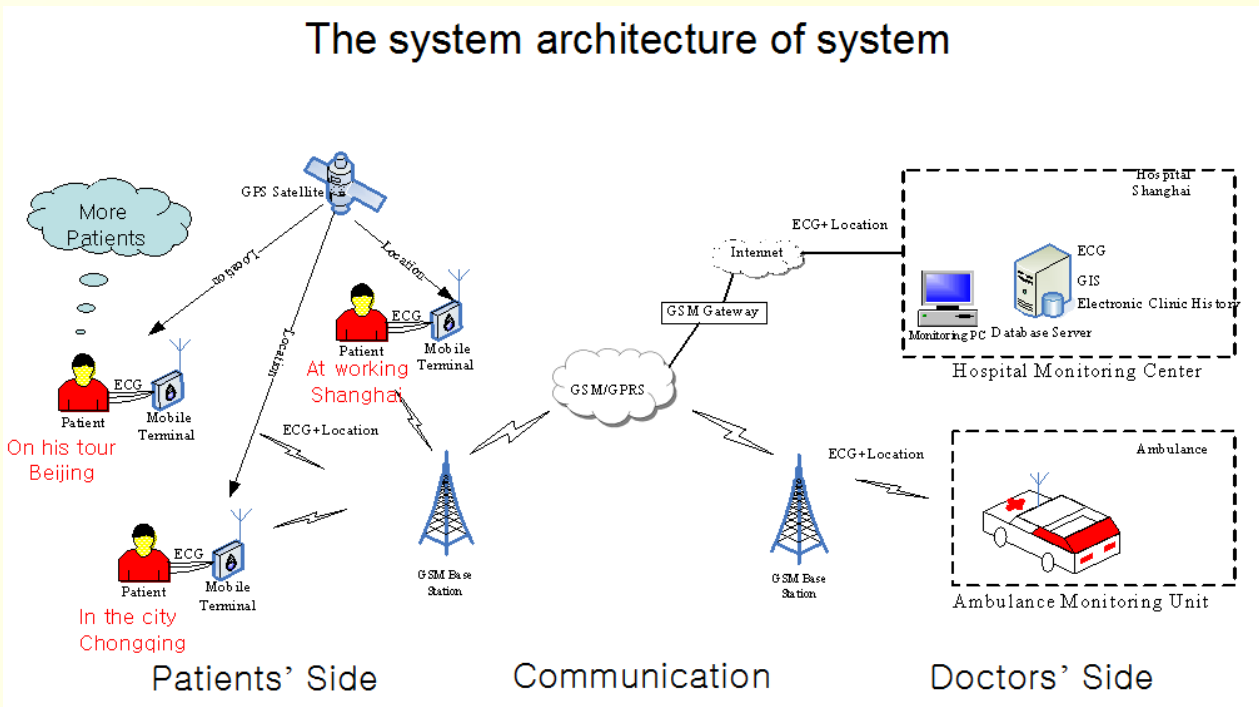 The system architecture of system
GPS Satellite
More
Patients
Location
Location
Location
ECG
Patient
Mobile
Terminal
At working
Shanghai
ECG
Patient
Mobile
Terminal
On his tour
Beijing
ECG+Location
ECG
Patient
Mobile
Terminal
In the city
Chongqing
GSM Base
Station
GSM/GPRS
GSM Gateway
Internet
ECG+Location
Hospital
Shanghai
ECG
GIS
Electronic Clinic History
Monitoring PC
Database Server
Hospital Monitoring Center
GSM Base
Station
ECG+Location
Ambulance
Ambulance Monitoring Unit
Patients’ Side
Communication
Doctors’ Side